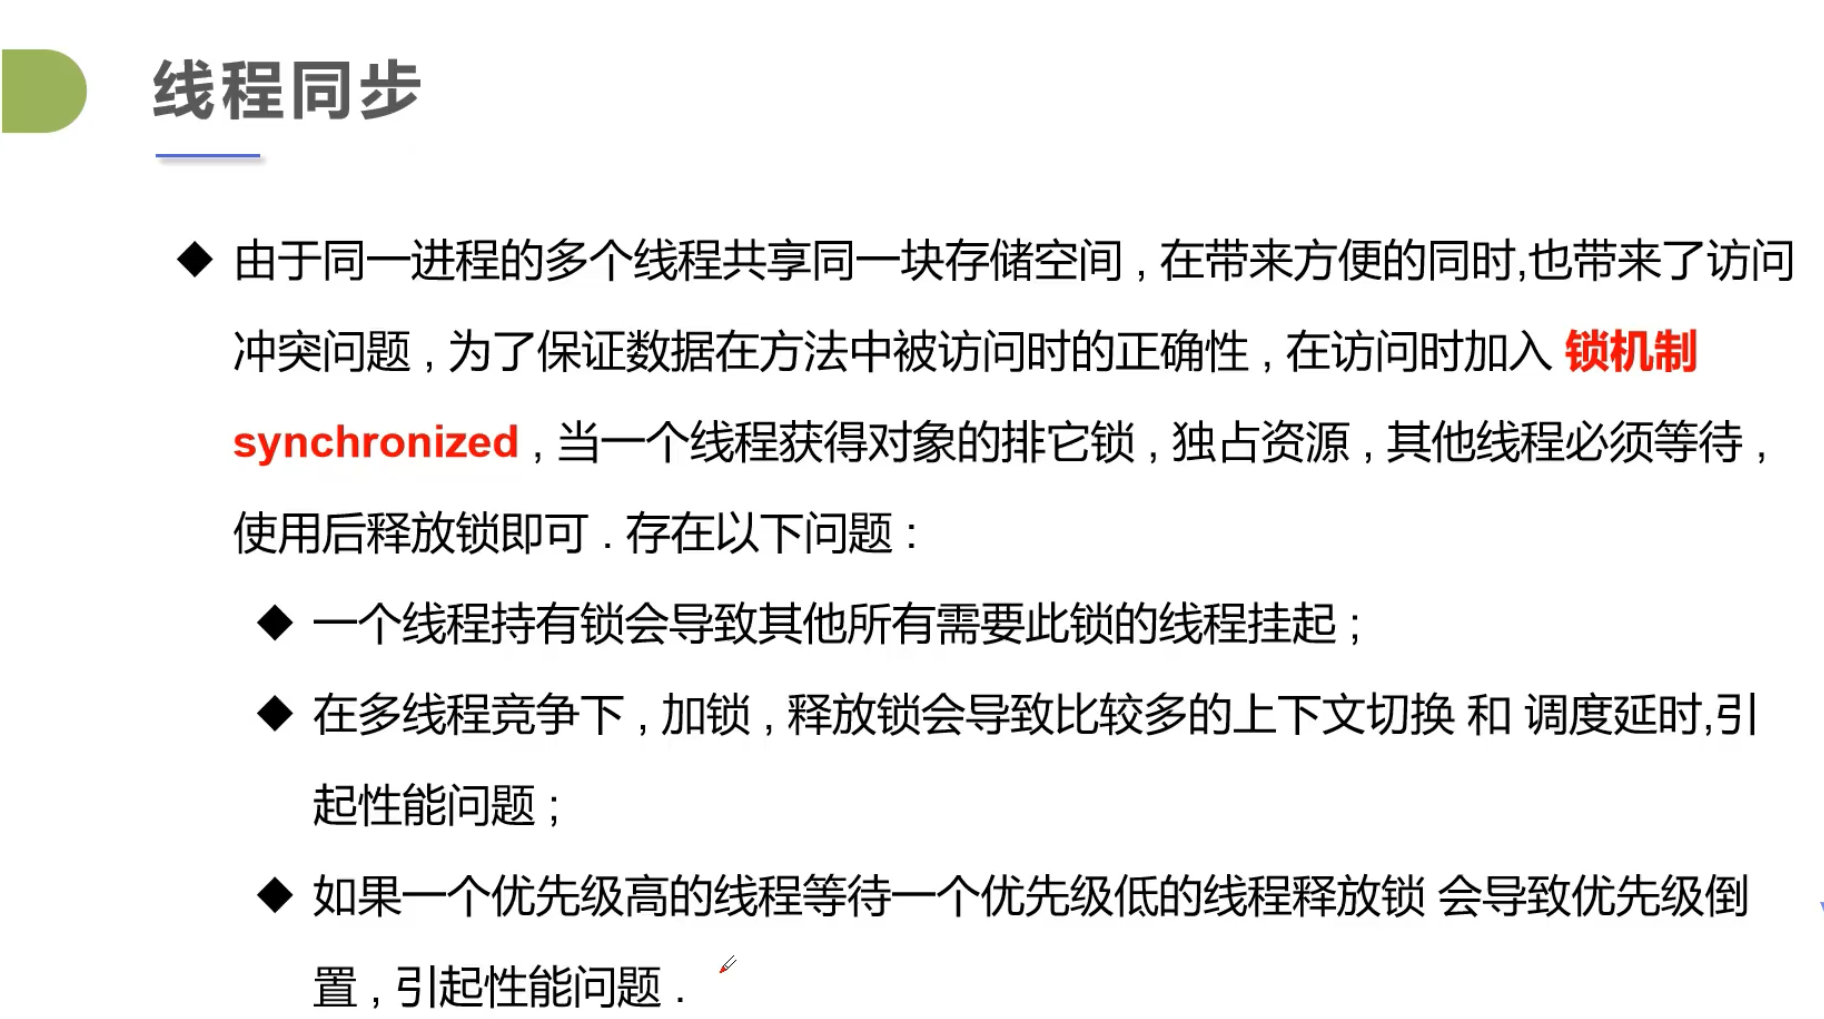 线程同步
◆ 由于同一进程的多个线程共享同一块存储空间 , 在带来方便的同时,也带来了访问
冲突问题 , 为了保证数据在方法中被访问时的正确性 , 在访问时加入 锁机制
synchronized , 当一个线程获得对象的排它锁 , 独占资源 , 其他线程必须等待 ,
使用后释放锁即可 . 存在以下问题 :
◆ 一个线程持有锁会导致其他所有需要此锁的线程挂起 ;
◆ 在多线程竞争下 , 加锁 , 释放锁会导致比较多的上下文切换 和 调度延时,引
起性能问题 ;
◆ 如果一个优先级高的线程等待一个优先级低的线程释放锁 会导致优先级倒
置 , 引起性能问题 .